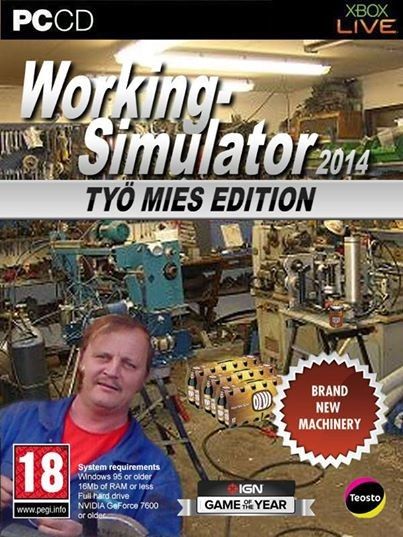 PCCD
XBOX
LIVE
Working-
Simulator 2014
TYÖ MIES EDITION
BRAND
NEW
MACHINERY
18
www.pegi.info
System requirements
Windows 95 or older
16Mb of RAM or less
Full hard drive
NVIDIA GeForce 7600
or older
IGN
GAME OF THE YEAR
Teosto